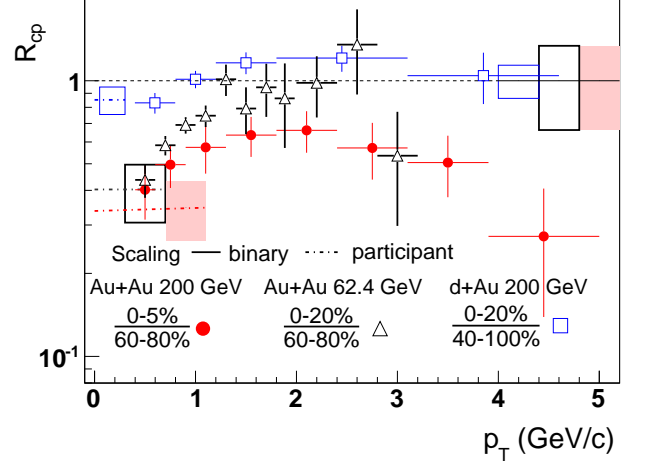 R_cp
1
10^-1
Scaling — binary -·-·- participant
Au+Au 200 GeV Au+Au 62.4 GeV d+Au 200 GeV
0-5% 0-20% 0-20%
60-80% 60-80% 40-100%
0 1 2 3 4 5
p_T (GeV/c)